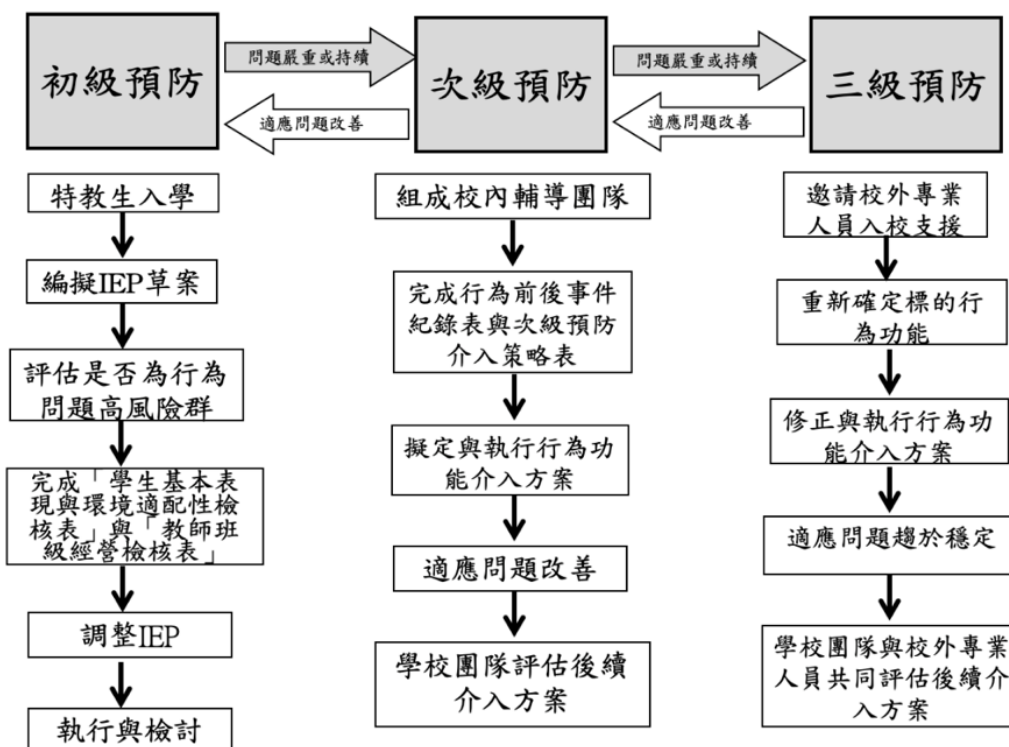 初級預防
問題嚴重或持續
適應問題改善
次級預防
問題嚴重或持續
適應問題改善
三級預防
特教生入學
編擬IEP草案
評估是否為行為
問題高風險群
完成「學生基本表
現與環境適配性檢
核表」與「教師班
級經營檢核表」
調整IEP
執行與檢討
組成校內輔導團隊
完成行為前後事件
紀錄表與次級預防
介入策略表
擬定與執行行為功
能介入方案
適應問題改善
學校團隊評估後續
介入方案
邀請校外專業
人員入校支援
重新確定標的行
為功能
修正與執行行為功
能介入方案
適應問題趨於穩定
學校團隊與校外專業
人員共同評估後續介
入方案